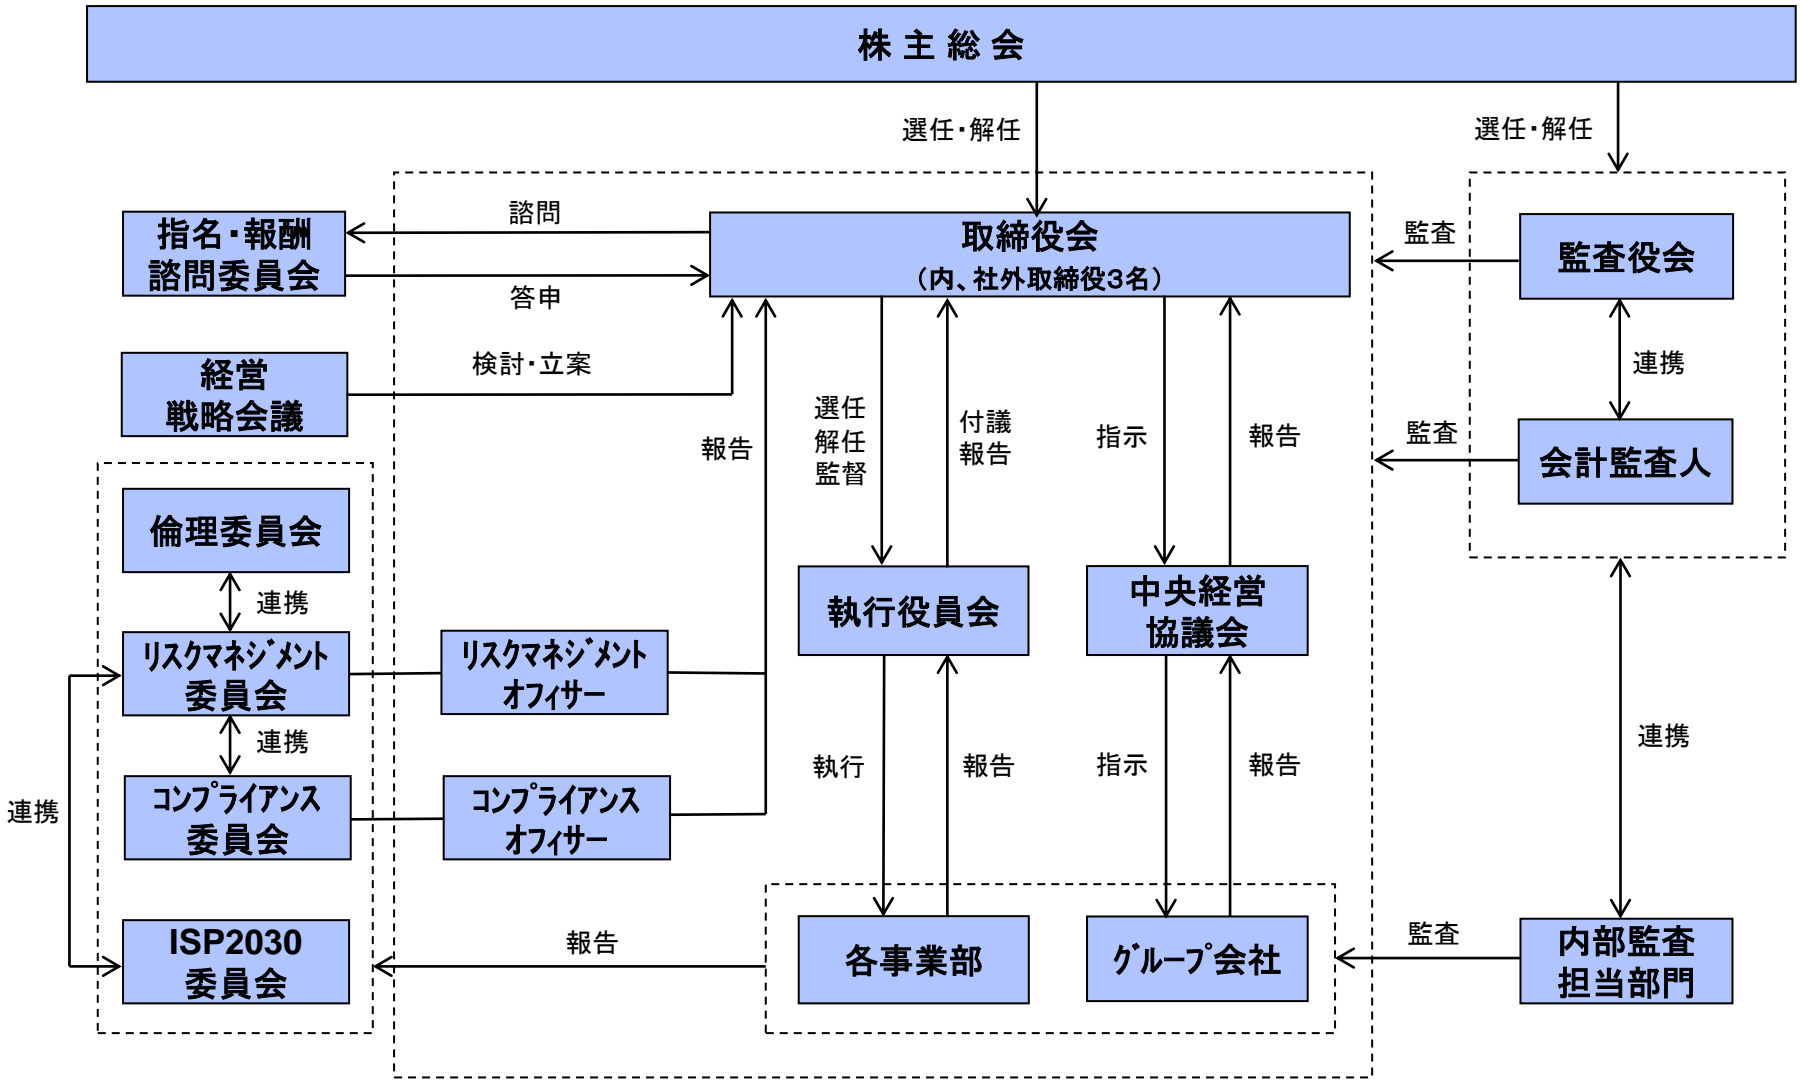 株主総会
選任・解任
選任・解任
指名・報酬
諮問委員会
諮問
答申
取締役会
（内、社外取締役３名）
監査
監査役会
経営
戦略会議
検討・立案
連携
報告
選任
解任
監督
付議
報告
指示
報告
監査
会計監査人
倫理委員会
連携
執行役員会
中央経営
協議会
リスクマネジメント
委員会
リスクマネジメント
オフィサー
連携
連携
コンプライアンス
委員会
コンプライアンス
オフィサー
執行
報告
指示
報告
連携
ISP2030
委員会
報告
各事業部
グループ会社
監査
内部監査
担当部門